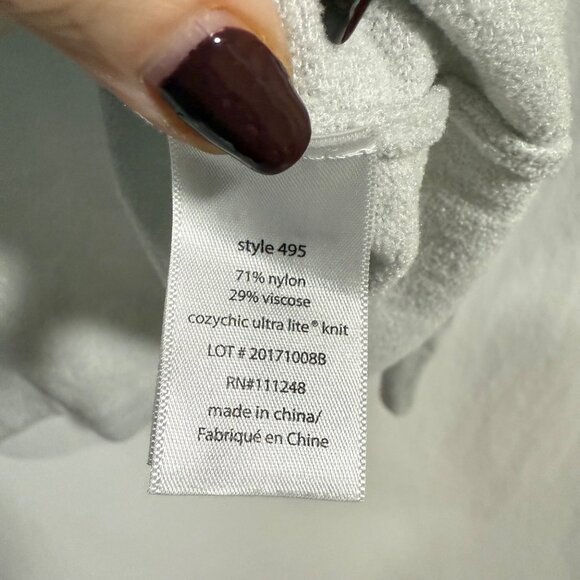 style 495
71% nylon
29% viscose
cozychic ultra lite® knit
LOT # 20171008B
RN#111248
made in china/
Fabriqué en Chine